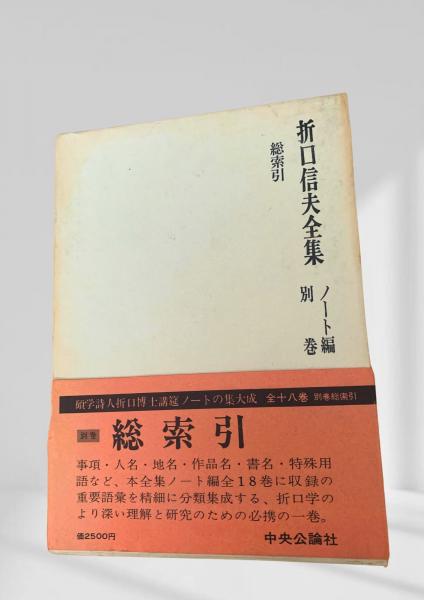 折口信夫全集 ノート編 別巻
総索引
碩学詩人折口博士講筵ノートの集大成 全十八巻 別巻総索引
別巻 総索引
事項・人名・地名・作品名・書名・特殊用
語など、本全集ノート編全18巻に収録の
重要語彙を精細に分類集成する、折口学の
より深い理解と研究のための必携の一巻。
価2500円 中央公論社